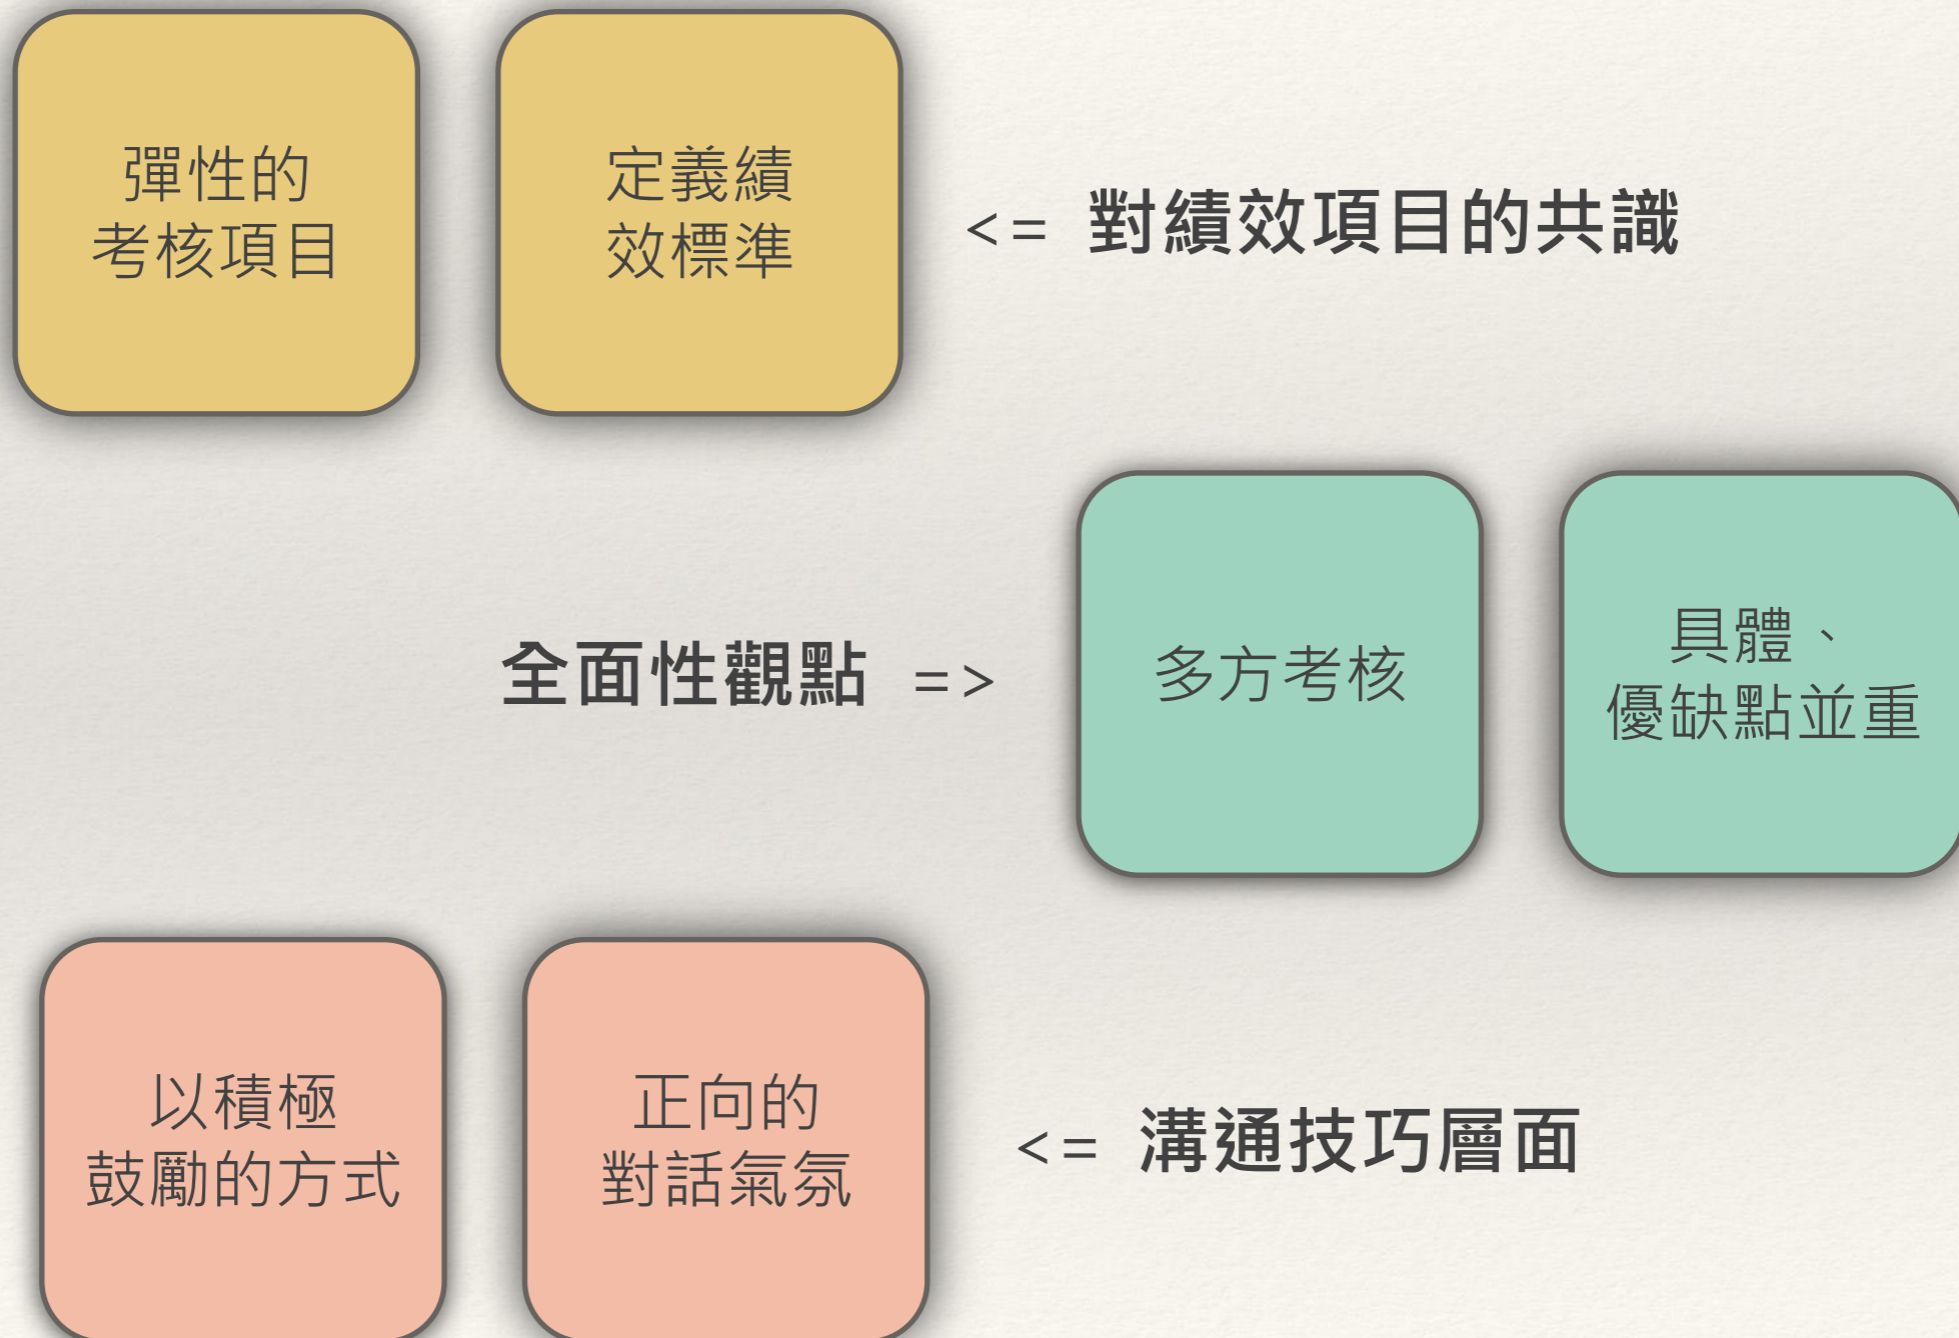 彈性的
考核項目
定義績
效標準
<= 對績效項目的共識
全面性觀點 =>
多方考核
具體、
優缺點並重
以積極
鼓勵的方式
正向的
對話氣氛
<= 溝通技巧層面